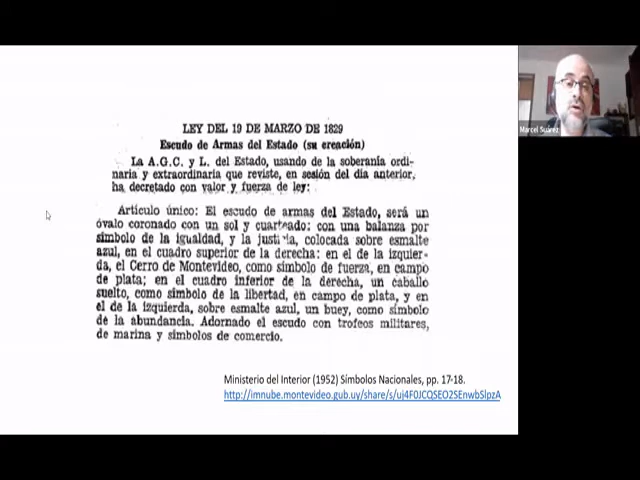 LEY DEL 19 DE MARZO DE 1829
Escudo de Armas del Estado (su creación)
La A.G.C. y L. del Estado, usando de la soberanía ordi-
naria y extraordinaria que reviste, en sesión del día anterior,
ha decretado con valor y fuerza de ley:
Artículo único: El escudo de armas del Estado, será un
óvalo coronado con un sol y cuarteado: con una balanza por
símbolo de la igualdad, y la justicia, colocada sobre esmalte
azul, en el cuadro superior de la derecha: en el de la izquier-
da, el Cerro de Montevideo, como símbolo de fuerza, en campo
de plata; en el cuadro inferior de la derecha, un caballo
suelto, como símbolo de la libertad, en campo de plata, y en
el de la izquierda, sobre esmalte azul, un buey, como símbolo
de la abundancia. Adornado el escudo con trofeos militares,
de marina y símbolos de comercio.
Ministerio del Interior (1952) Símbolos Nacionales, pp. 17-18.
http://imnube.montevideo.gub.uy/share/s/uj4F0JCQSEO2SEnwbSlpzA
Marcel Suárez